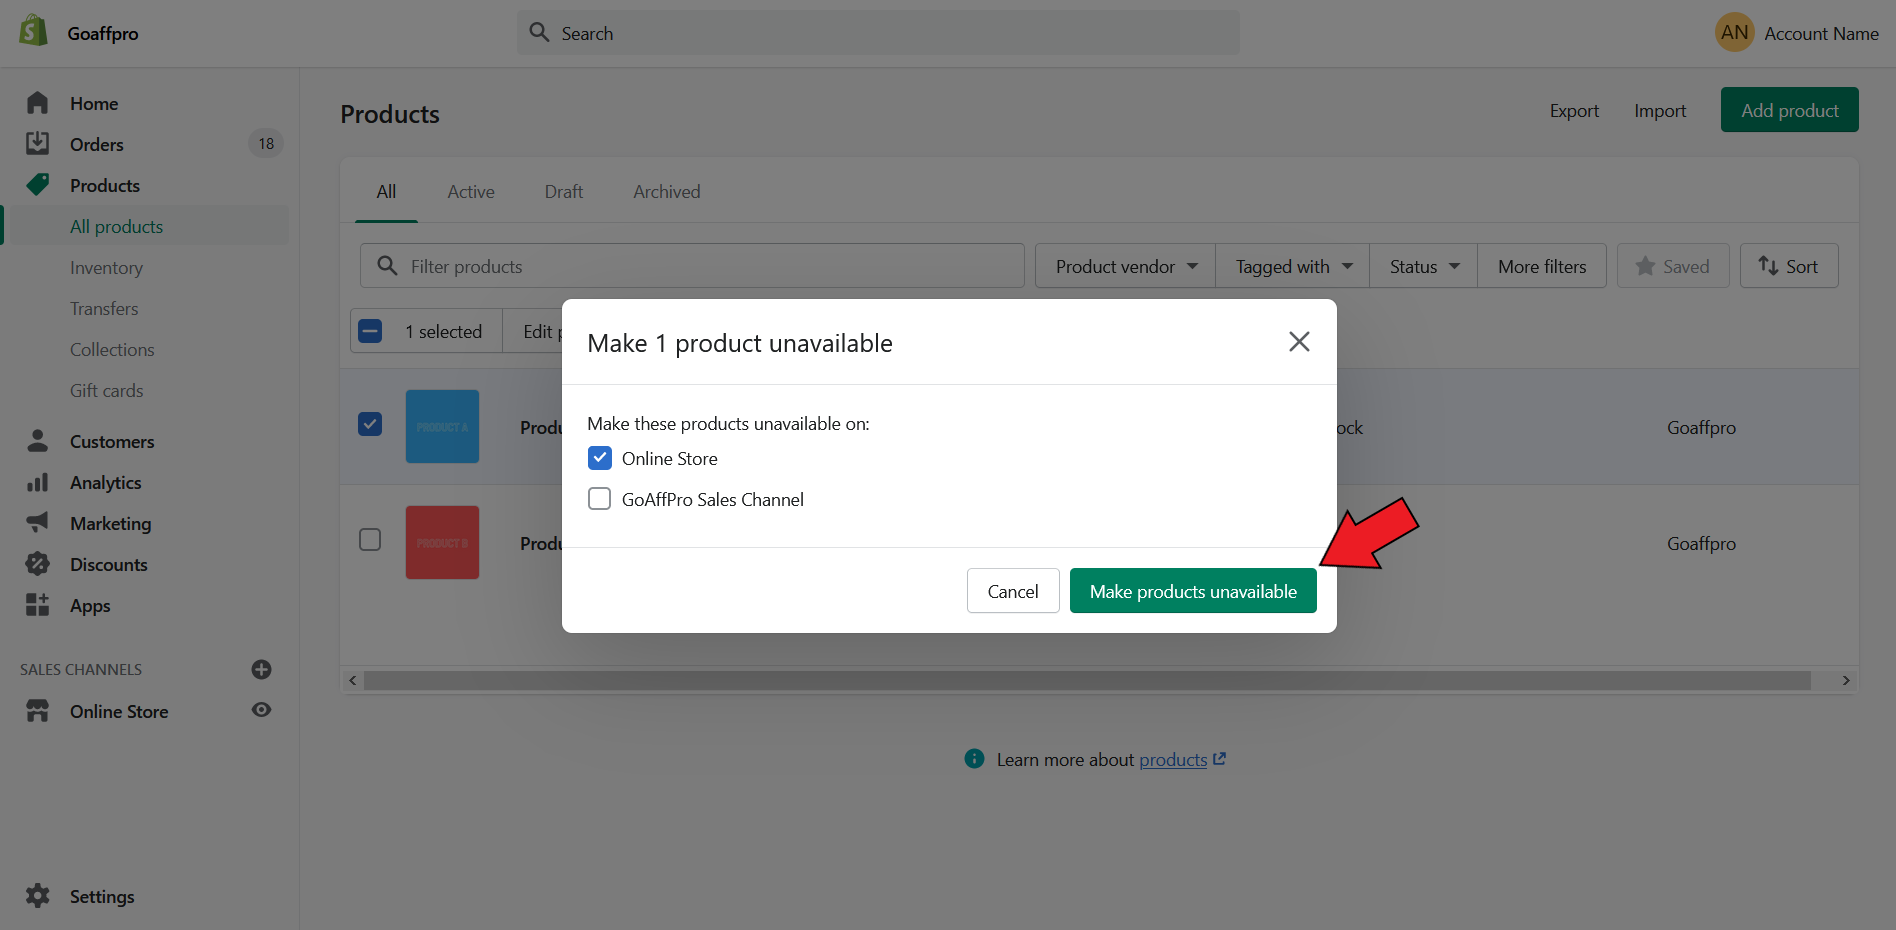 Goaffpro
Search
AN Account Name
Home
Orders 18
Products
All products
Inventory
Transfers
Collections
Gift cards
Customers
Analytics
Marketing
Discounts
Apps
SALES CHANNELS
Online Store
Settings
Products
Export Import Add product
All Active Draft Archived
Filter products Product vendor Tagged with Status More filters Saved Sort
1 selected Edit
PRODUCT A Goaffpro
PRODUCT B Goaffpro
Make 1 product unavailable
Make these products unavailable on:
Online Store
GoAffPro Sales Channel
Cancel Make products unavailable
Learn more about products